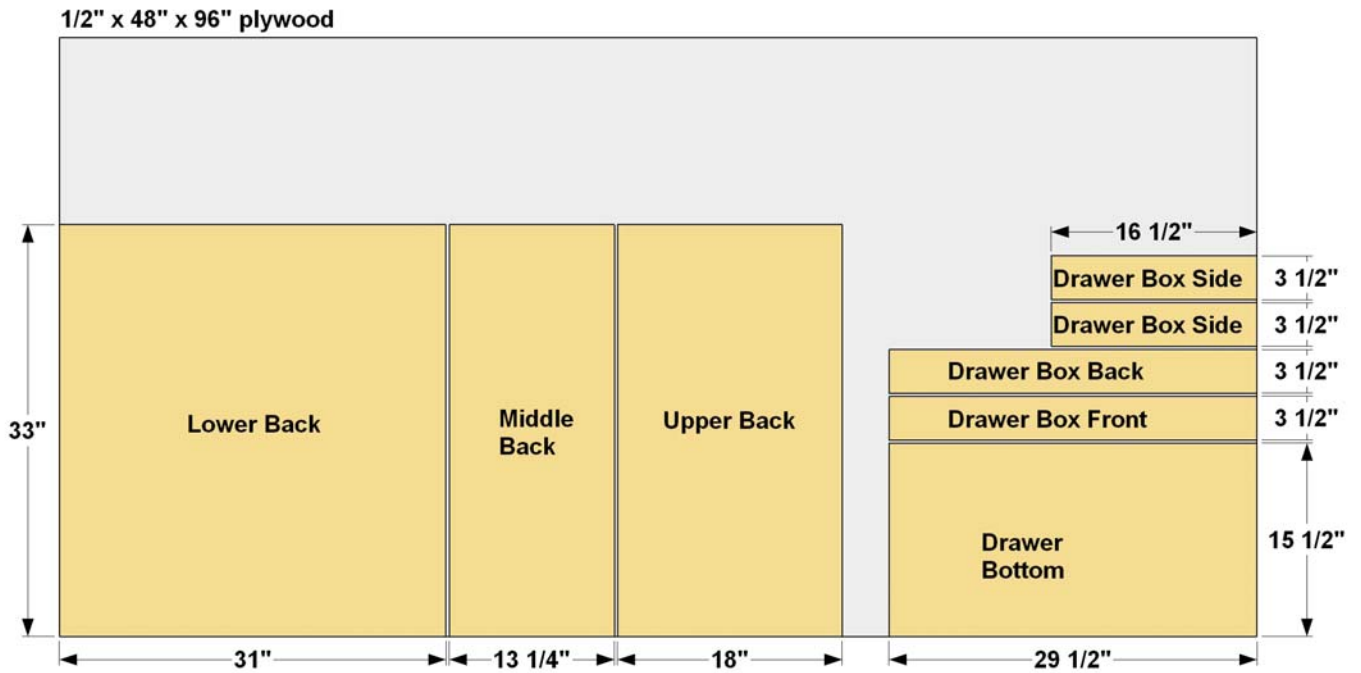 1/2" x 48" x 96" plywood
16 1/2"
Drawer Box Side
3 1/2"
Drawer Box Side
3 1/2"
Drawer Box Back
3 1/2"
Drawer Box Front
3 1/2"
33"
Lower Back
Middle
Back
Upper Back
Drawer
Bottom
15 1/2"
31"
13 1/4"
18"
29 1/2"